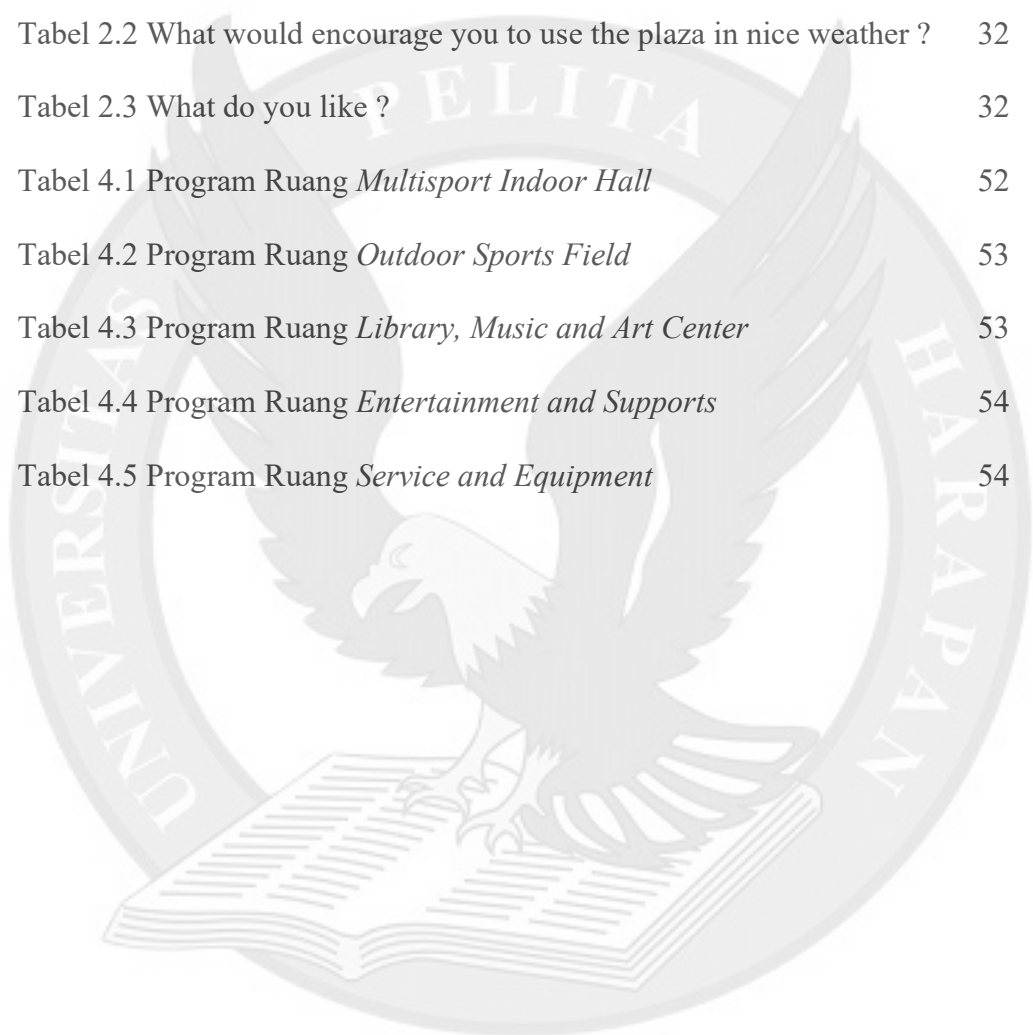 Tabel 2.2 What would encourage you to use the plaza in nice weather ? 32
Tabel 2.3 What do you like ? 32
Tabel 4.1 Program Ruang Multisport Indoor Hall 52
Tabel 4.2 Program Ruang Outdoor Sports Field 53
Tabel 4.3 Program Ruang Library, Music and Art Center 53
Tabel 4.4 Program Ruang Entertainment and Supports 54
Tabel 4.5 Program Ruang Service and Equipment 54
UNIVERSITAS PELITA HARAPAN